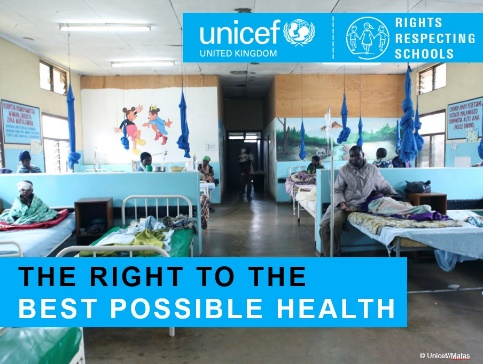 unicef
UNITED KINGDOM
RIGHTS
RESPECTING
SCHOOLS
THE RIGHT TO THE
BEST POSSIBLE HEALTH
© Unicef/Matas